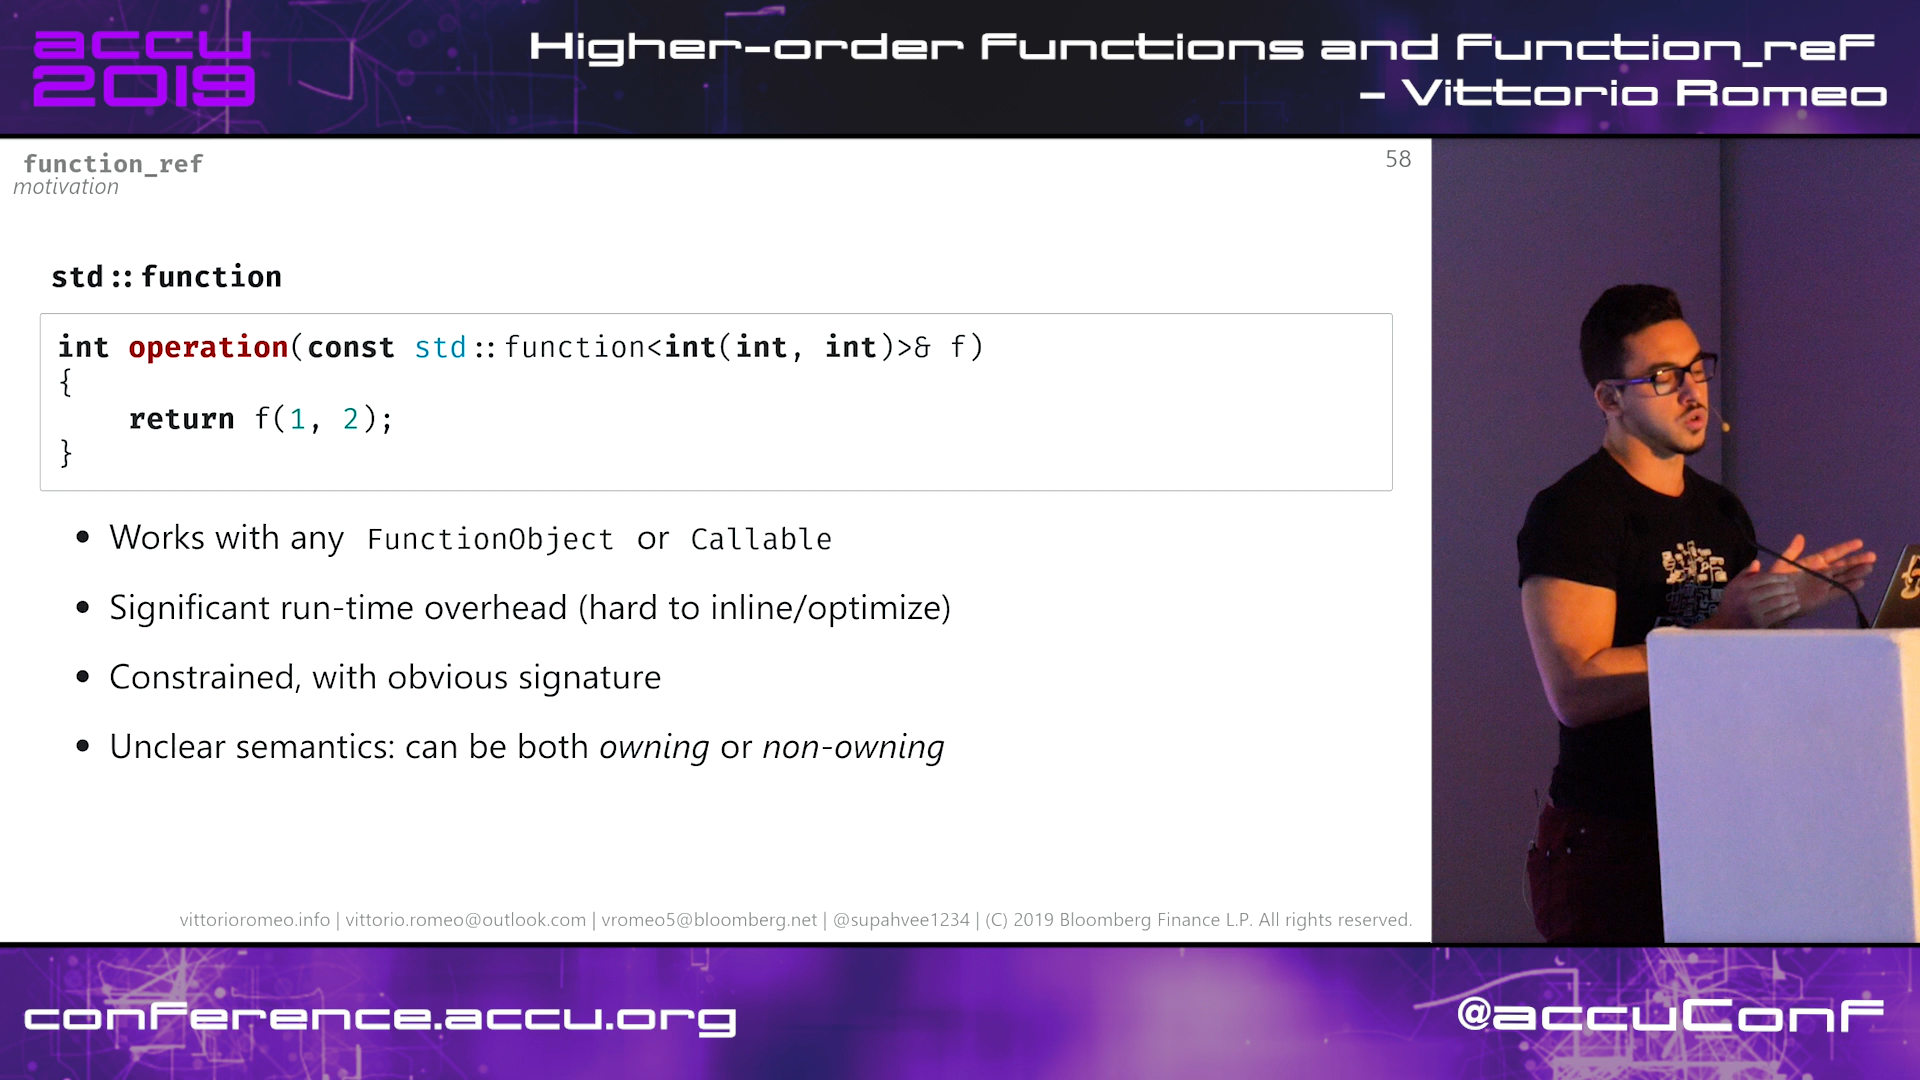 accu
2019
Higher-order Functions and function_ref
- Vittorio Romeo
function_ref
motivation
58
std::function
int operation(const std::function<int(int, int)>& f)
{
return f(1, 2);
}
• Works with any FunctionObject or Callable
• Significant run-time overhead (hard to inline/optimize)
• Constrained, with obvious signature
• Unclear semantics: can be both owning or non-owning
vittorioromeo.info | vittorio.romeo@outlook.com | vromeo5@bloomberg.net | @supahvee1234 | (C) 2019 Bloomberg Finance L.P. All rights reserved.
conference.accu.org
@accuConf